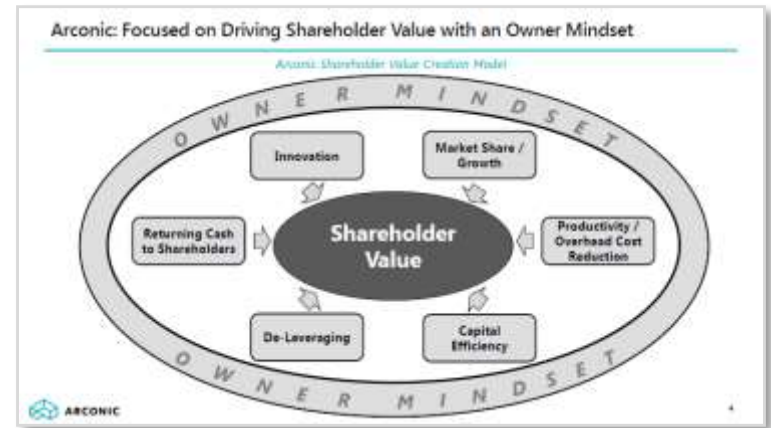 Arconic: Focused on Driving Shareholder Value with an Owner Mindset
Arconic Shareholder Value Creation Model
OWNER MINDSET
Innovation
Market Share /
Growth
Returning Cash
to Shareholders
Shareholder
Value
Productivity /
Overhead Cost
Reduction
De-Leveraging
Capital
Efficiency
OWNER MINDSET
ARCONIC
4